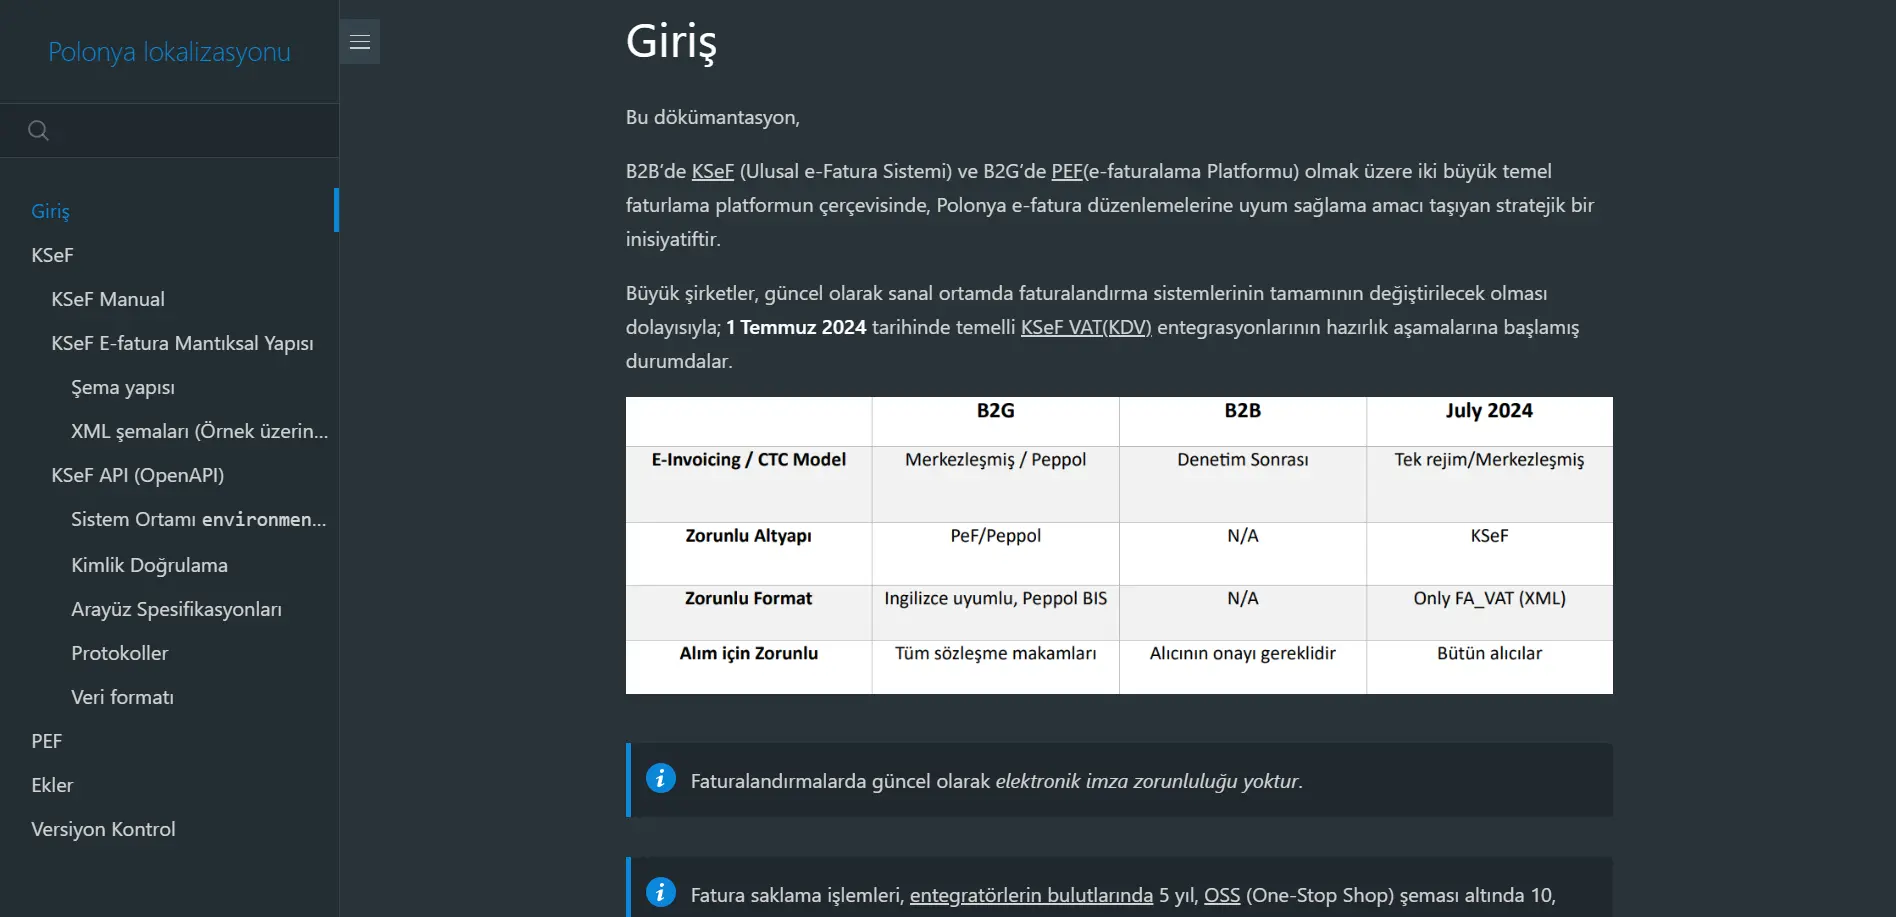 Polonya lokalizasyonu
Giriş
KSeF
KSeF Manual
KSeF E-fatura Mantıksal Yapısı
Şema yapısı
XML şemaları (Örnek üzerin...
KSeF API (OpenAPI)
Sistem Ortamı environmen...
Kimlik Doğrulama
Arayüz Spesifikasyonları
Protokoller
Veri formatı
PEF
Ekler
Versiyon Kontrol
Giriş
Bu dökümantasyon,
B2B'de KSeF (Ulusal e-Fatura Sistemi) ve B2G'de PEF(e-faturalama Platformu) olmak üzere iki büyük temel
faturlama platformun çerçevisinde, Polonya e-fatura düzenlemelerine uyum sağlama amacı taşıyan stratejik bir
inisiyatiftir.
Büyük şirketler, güncel olarak sanal ortamda faturalandırma sistemlerinin tamamının değiştirilecek olması
dolayısıyla; 1 Temmuz 2024 tarihinde temelli KSeF VAT(KDV) entegrasyonlarının hazırlık aşamalarına başlamış
durumdalar.
B2G B2B July 2024
E-Invoicing / CTC Model Merkezleşmiş / Peppol Denetim Sonrası Tek rejim/Merkezleşmiş
Zorunlu Altyapı PeF/Peppol N/A KSeF
Zorunlu Format Ingilizce uyumlu, Peppol BIS N/A Only FA_VAT (XML)
Alım için Zorunlu Tüm sözleşme makamları Alıcının onayı gereklidir Bütün alıcılar
Faturalandırmalarda güncel olarak elektronik imza zorunluluğu yoktur.
Fatura saklama işlemleri, entegratörlerin bulutlarında 5 yıl, OSS (One-Stop Shop) şeması altında 10,